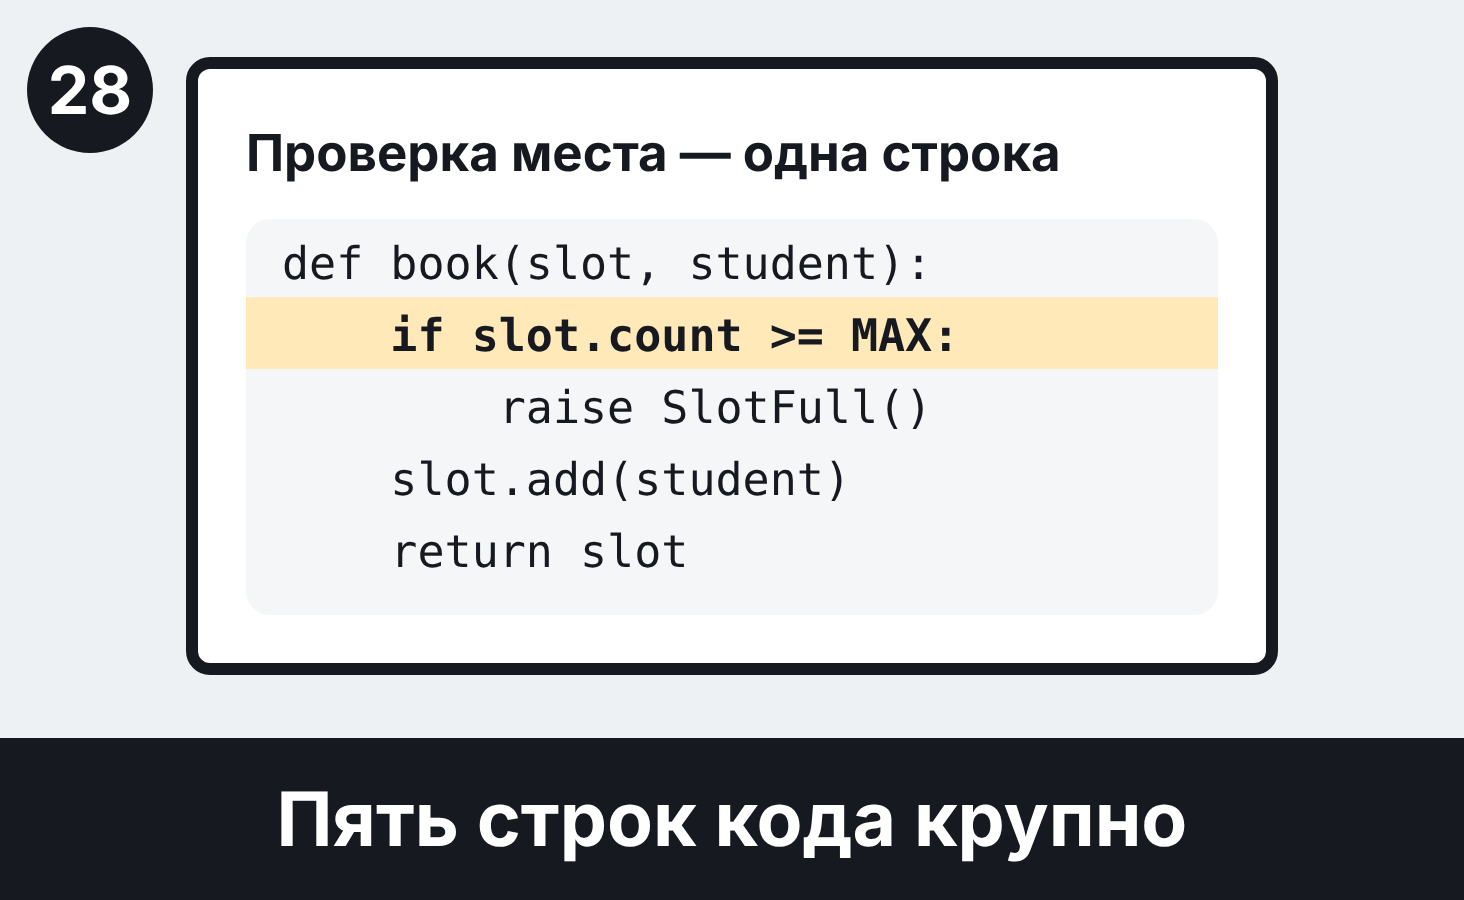 28
Проверка места — одна строка
def book(slot, student):
    if slot.count >= MAX:
        raise SlotFull()
    slot.add(student)
    return slot
Пять строк кода крупно